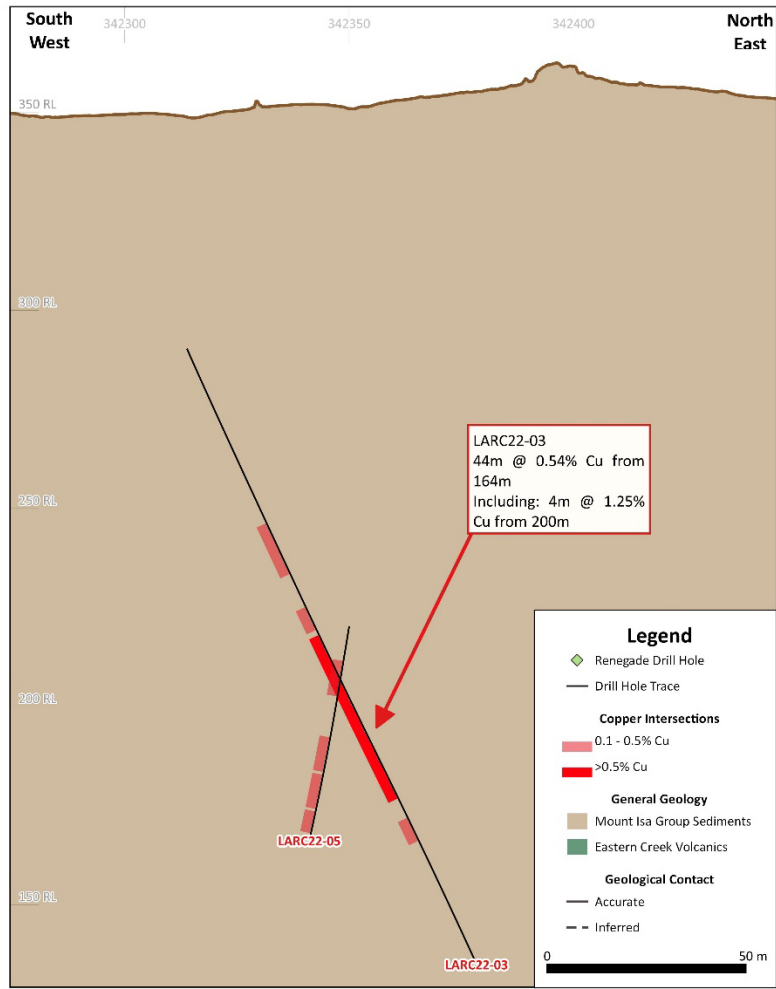 South West
342300
342350
342400
North East
350 RL
300 RL
250 RL
200 RL
150 RL
LARC22-03
44m @ 0.54% Cu from
164m
Including: 4m @ 1.25%
Cu from 200m
LARC22-05
LARC22-03
Legend
Renegade Drill Hole
Drill Hole Trace
Copper Intersections
0.1 - 0.5% Cu
>0.5% Cu
General Geology
Mount Isa Group Sediments
Eastern Creek Volcanics
Geological Contact
Accurate
Inferred
0
50 m